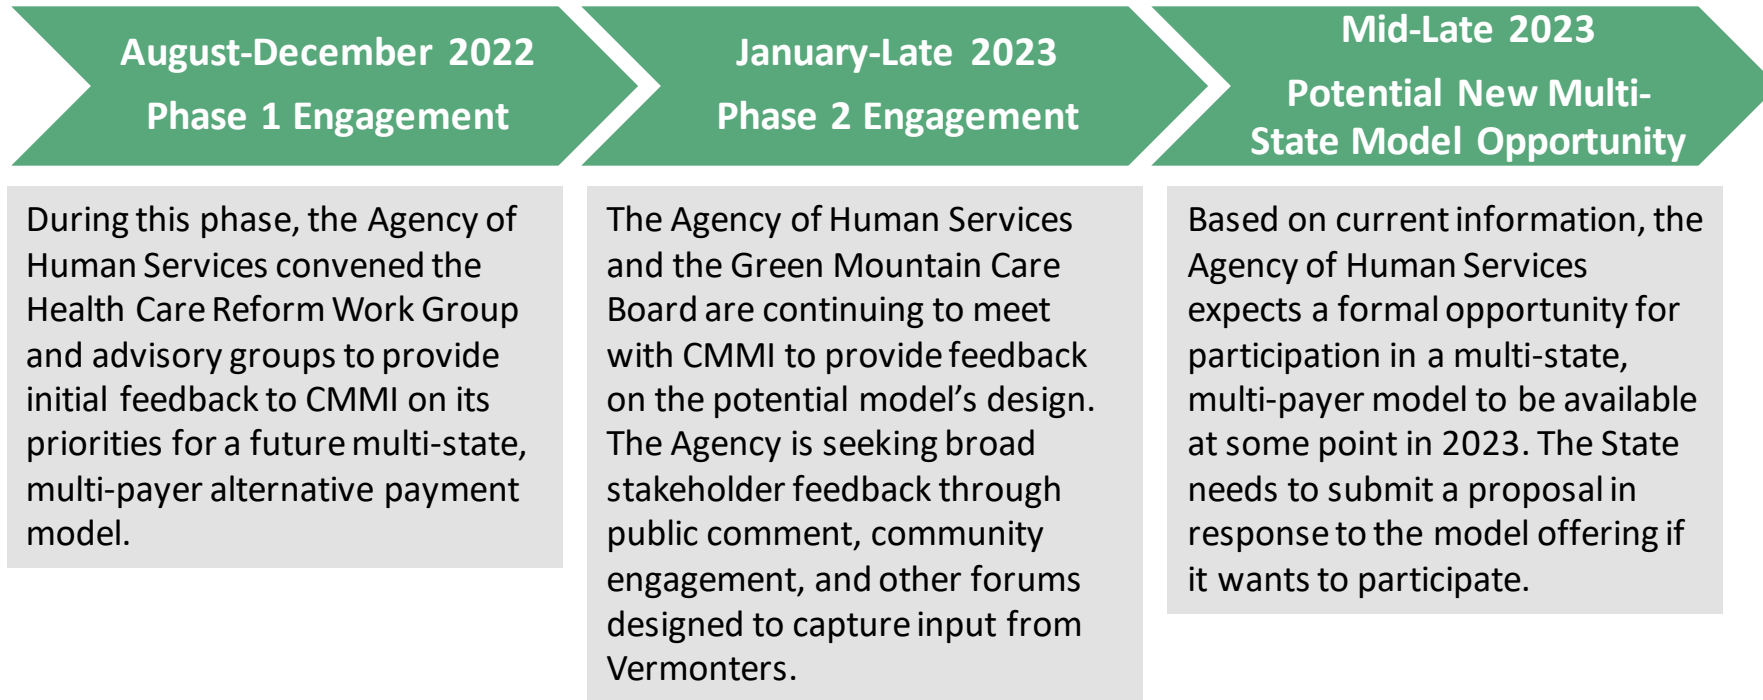 August-December 2022
Phase 1 Engagement
During this phase, the Agency of
Human Services convened the
Health Care Reform Work Group
and advisory groups to provide
initial feedback to CMMI on its
priorities for a future multi-state,
multi-payer alternative payment
model.
January-Late 2023
Phase 2 Engagement
The Agency of Human Services
and the Green Mountain Care
Board are continuing to meet
with CMMI to provide feedback
on the potential model’s design.
The Agency is seeking broad
stakeholder feedback through
public comment, community
engagement, and other forums
designed to capture input from
Vermonters.
Mid-Late 2023
Potential New Multi-
State Model Opportunity
Based on current information, the
Agency of Human Services
expects a formal opportunity for
participation in a multi-state,
multi-payer model to be available
at some point in 2023. The State
needs to submit a proposal in
response to the model offering if
it wants to participate.